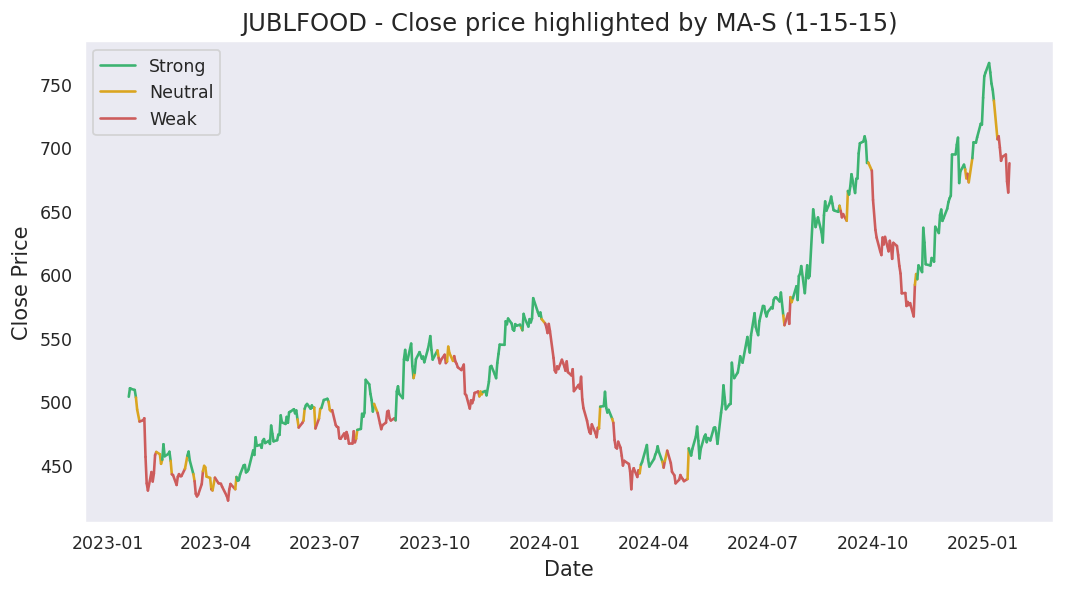 JUBLFOOD - Close price highlighted by MA-S (1-15-15)
Strong
Neutral
Weak
Close Price
750
700
650
600
550
500
450
2023-01 2023-04 2023-07 2023-10 2024-01 2024-04 2024-07 2024-10 2025-01
Date